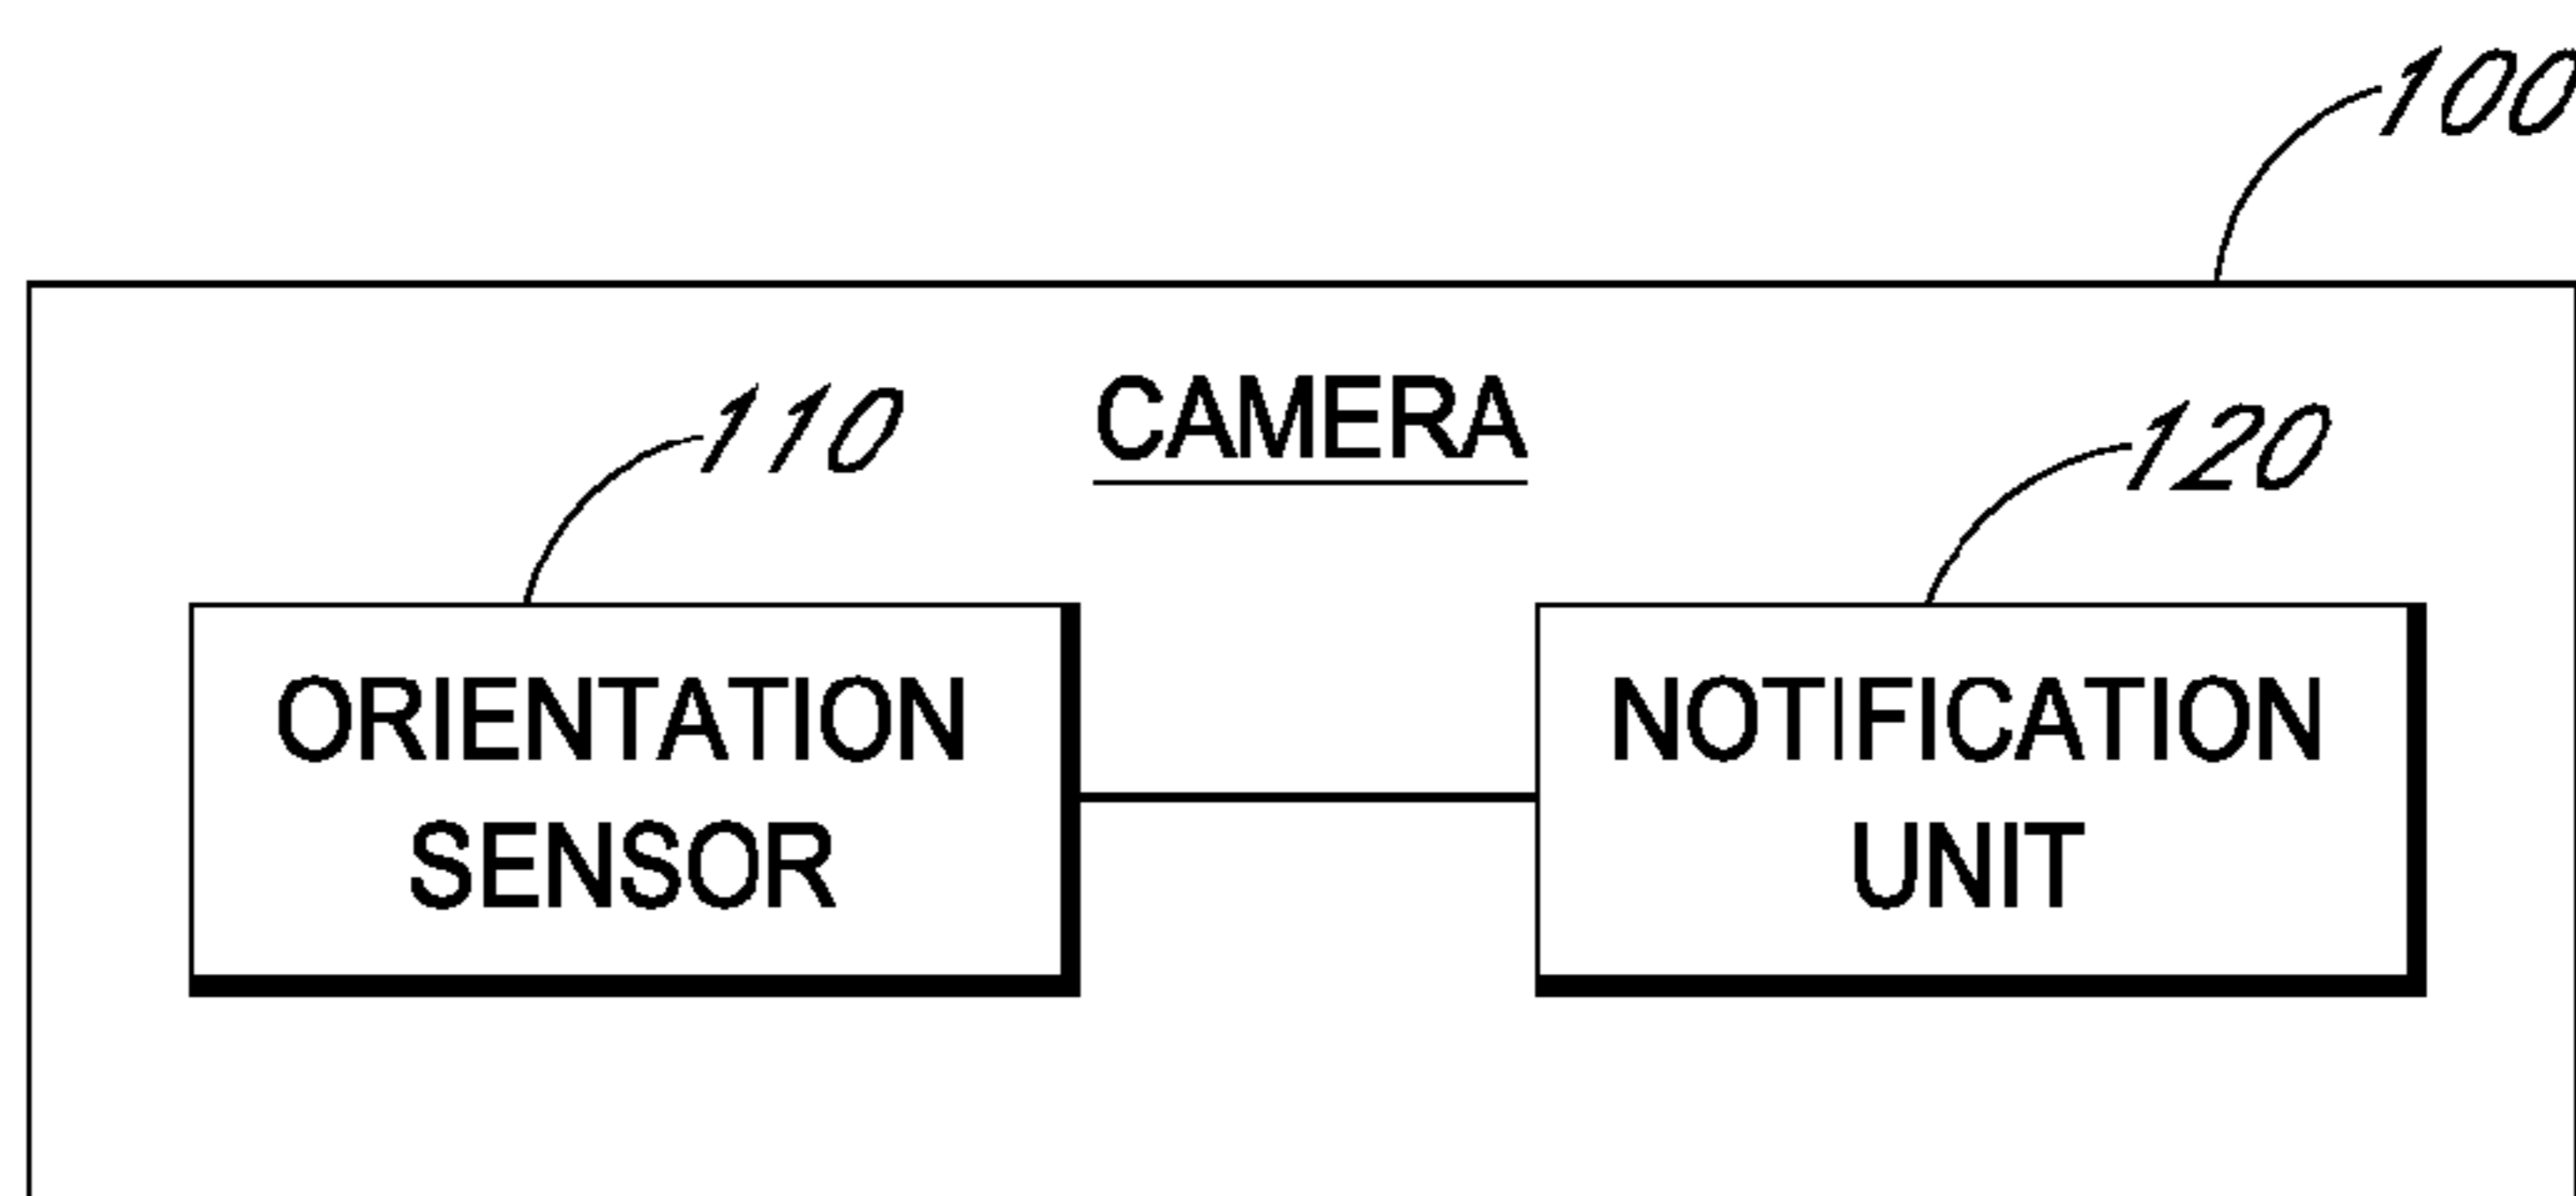 100
CAMERA
110
120
ORIENTATION
SENSOR
NOTIFICATION
UNIT